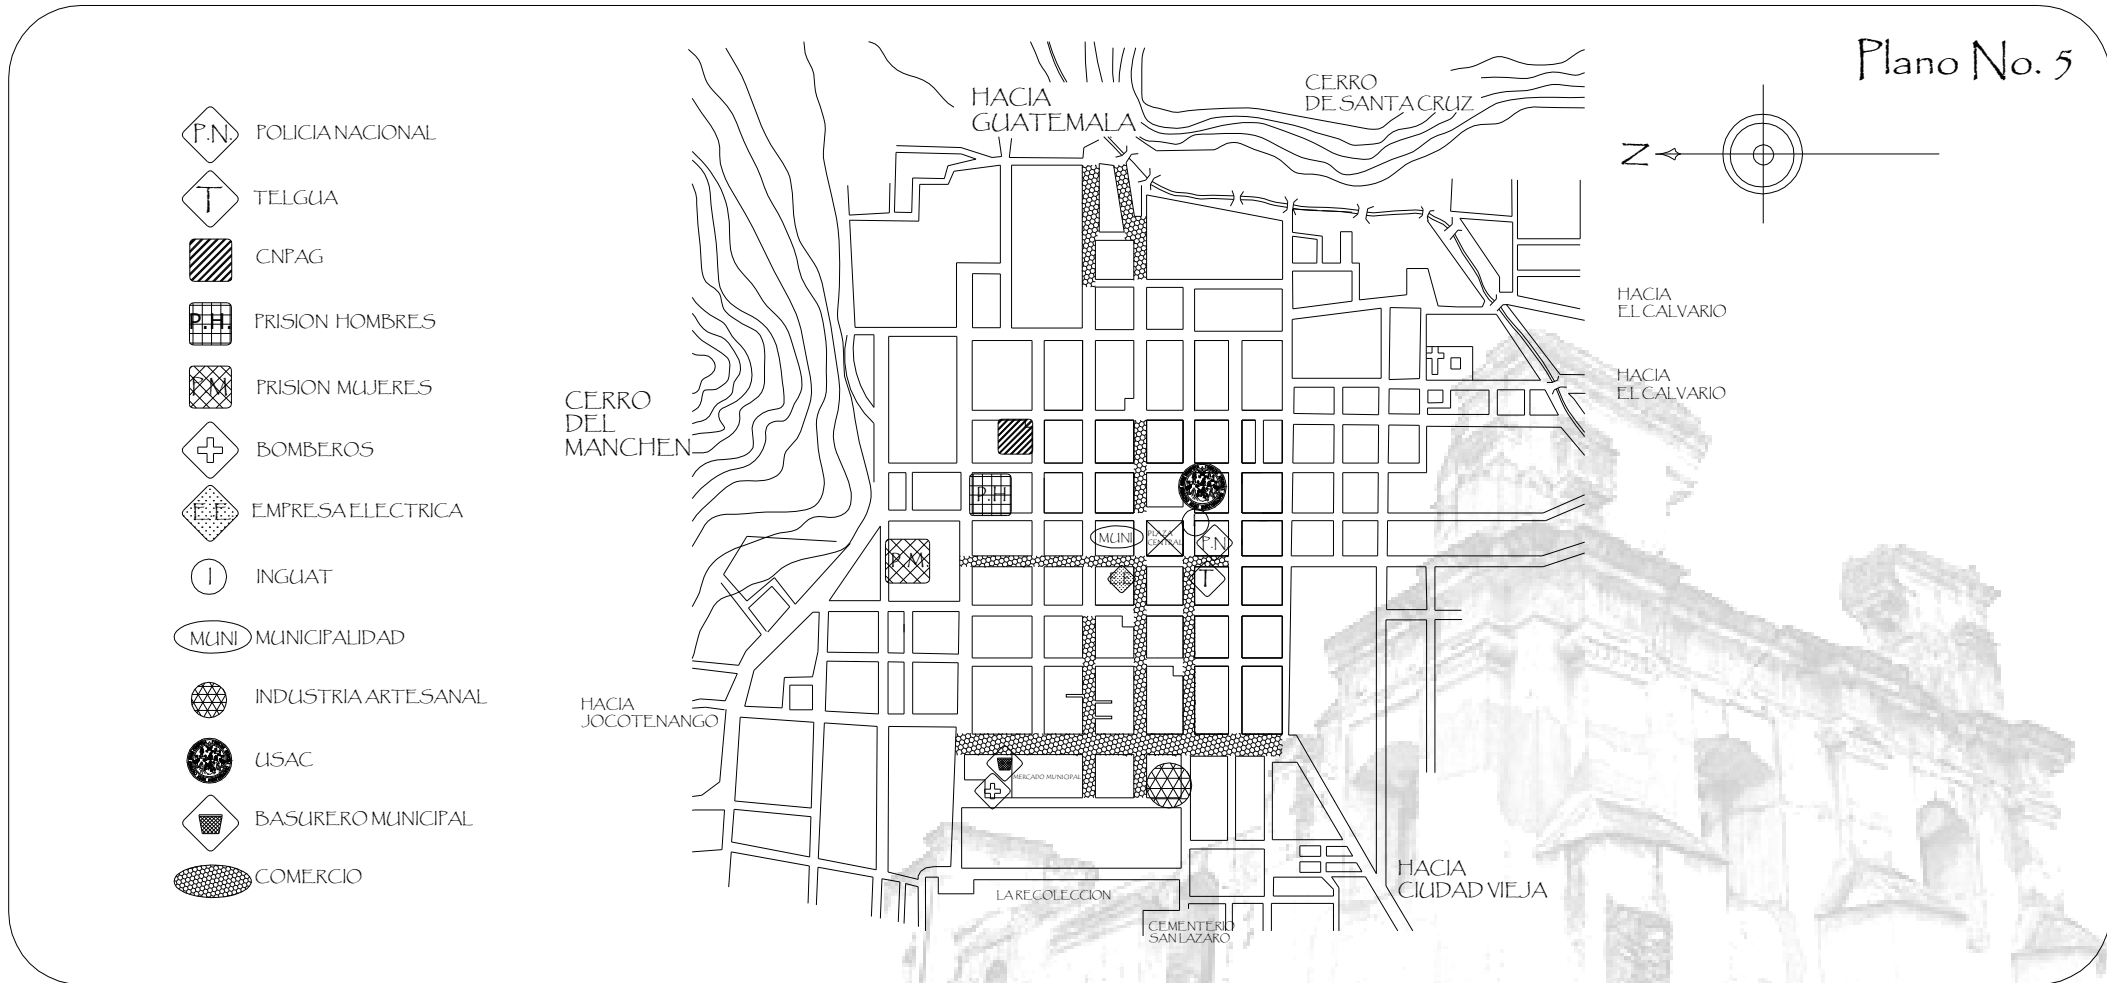 Plano No. 5
P.N. POLICIA NACIONAL
T TELGUA
CNPAG
P.H. PRISION HOMBRES
P.M. PRISION MUJERES
BOMBEROS
E.E. EMPRESA ELECTRICA
I INGUAT
MUNI MUNICIPALIDAD
INDUSTRIA ARTESANAL
USAC
BASURERO MUNICIPAL
COMERCIO
HACIA
GUATEMALA
CERRO
DE SANTA CRUZ
N
HACIA
EL CALVARIO
HACIA
EL CALVARIO
CERRO
DEL
MANCHEN
P.H
MUNI
PLAZA
CENTRAL
I
P.N
P.M.
E.E
T
HACIA
JOCOTENANGO
MERCADO MUNICIPAL
HACIA
CIUDAD VIEJA
LA RECOLECCION
CEMENTERIO
SAN LAZARO